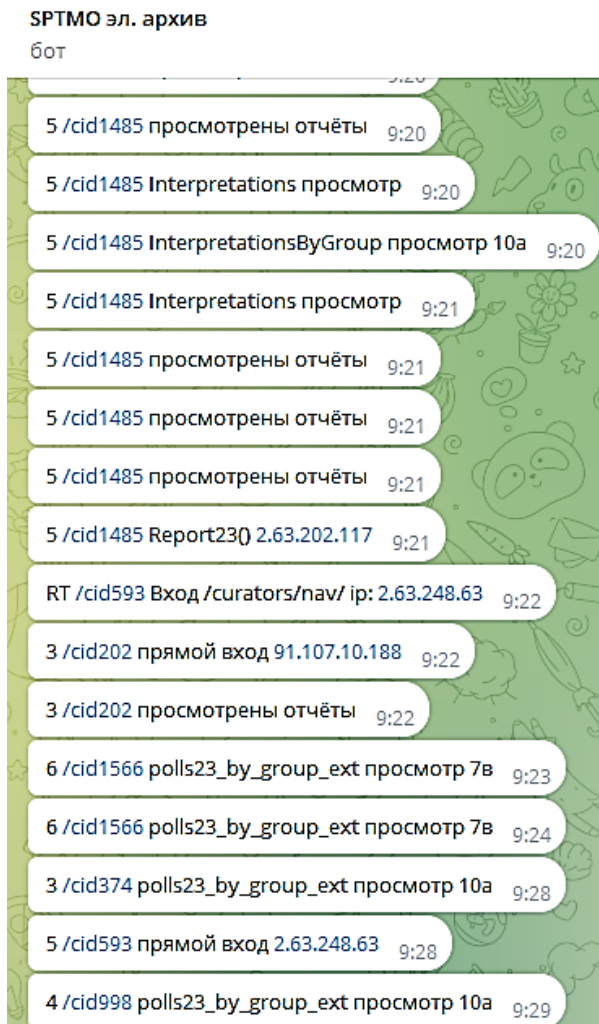 SPTMO эл. архив
бот
5 /cid1485 просмотрены отчёты 9:20
5 /cid1485 Interpretations просмотр 9:20
5 /cid1485 InterpretationsByGroup просмотр 10а 9:20
5 /cid1485 Interpretations просмотр 9:21
5 /cid1485 просмотрены отчёты 9:21
5 /cid1485 просмотрены отчёты 9:21
5 /cid1485 просмотрены отчёты 9:21
5 /cid1485 Report23() 2.63.202.117 9:21
RT /cid593 Вход /curators/nav/ ip: 2.63.248.63 9:22
3 /cid202 прямой вход 91.107.10.188 9:22
3 /cid202 просмотрены отчёты 9:22
6 /cid1566 polls23_by_group_ext просмотр 7в 9:23
6 /cid1566 polls23_by_group_ext просмотр 7в 9:24
3 /cid374 polls23_by_group_ext просмотр 10а 9:28
5 /cid593 прямой вход 2.63.248.63 9:28
4 /cid998 polls23_by_group_ext просмотр 10а 9:29